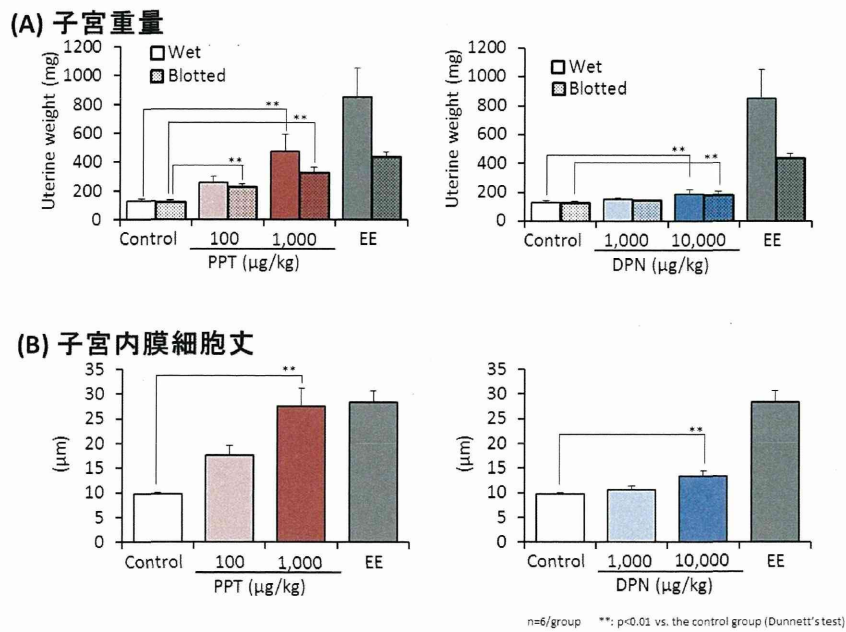 (A) 子宮重量
Uterine weight (mg)
1200
1000
800
600
400
200
0
Wet
Blotted
**
**
**
Control
100
1,000
EE
PPT (µg/kg)
Uterine weight (mg)
1200
1000
800
600
400
200
0
Wet
Blotted
**
**
Control
1,000
10,000
EE
DPN (µg/kg)
(B) 子宮内膜細胞丈
(µm)
35
30
25
20
15
10
5
0
**
Control
100
1,000
EE
PPT (µg/kg)
(µm)
35
30
25
20
15
10
5
0
**
Control
1,000
10,000
EE
DPN (µg/kg)
n=6/group **: p<0.01 vs. the control group (Dunnett's test)